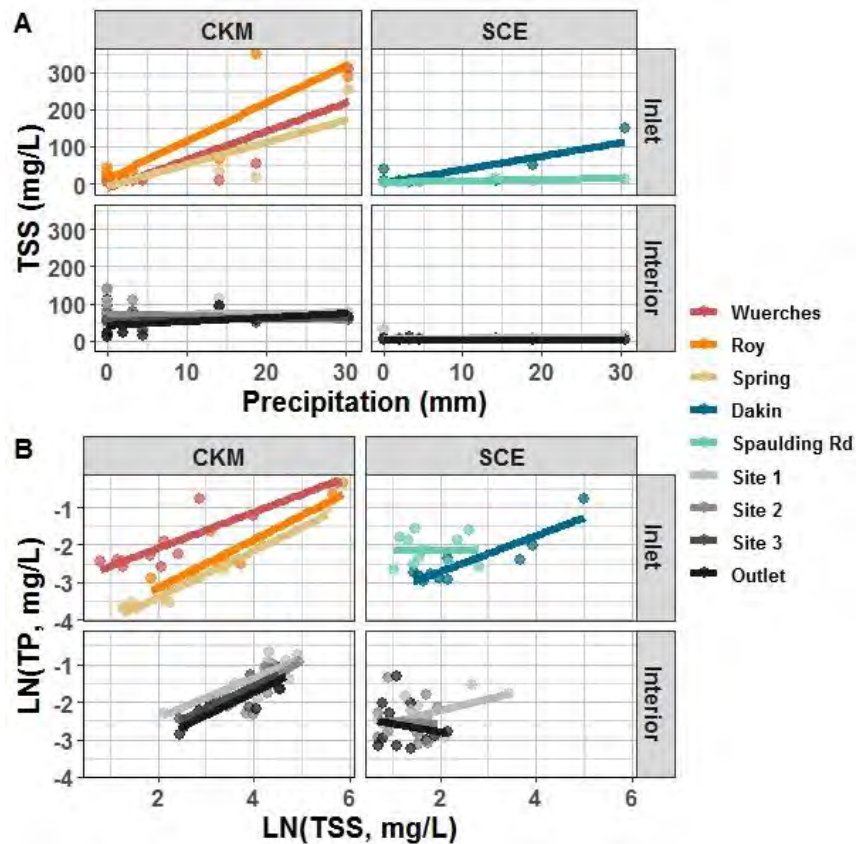 A
CKM
SCE
300
200
100
0
Inlet
300
200
100
0
Interior
TSS (mg/L)
0
10
20
30
0
10
20
30
Precipitation (mm)
Wuerches
Roy
Spring
Dakin
Spaulding Rd
Site 1
Site 2
Site 3
Outlet
B
CKM
SCE
-1
-2
-3
-4
Inlet
-1
-2
-3
-4
Interior
LN(TP, mg/L)
2
4
6
2
4
6
LN(TSS, mg/L)